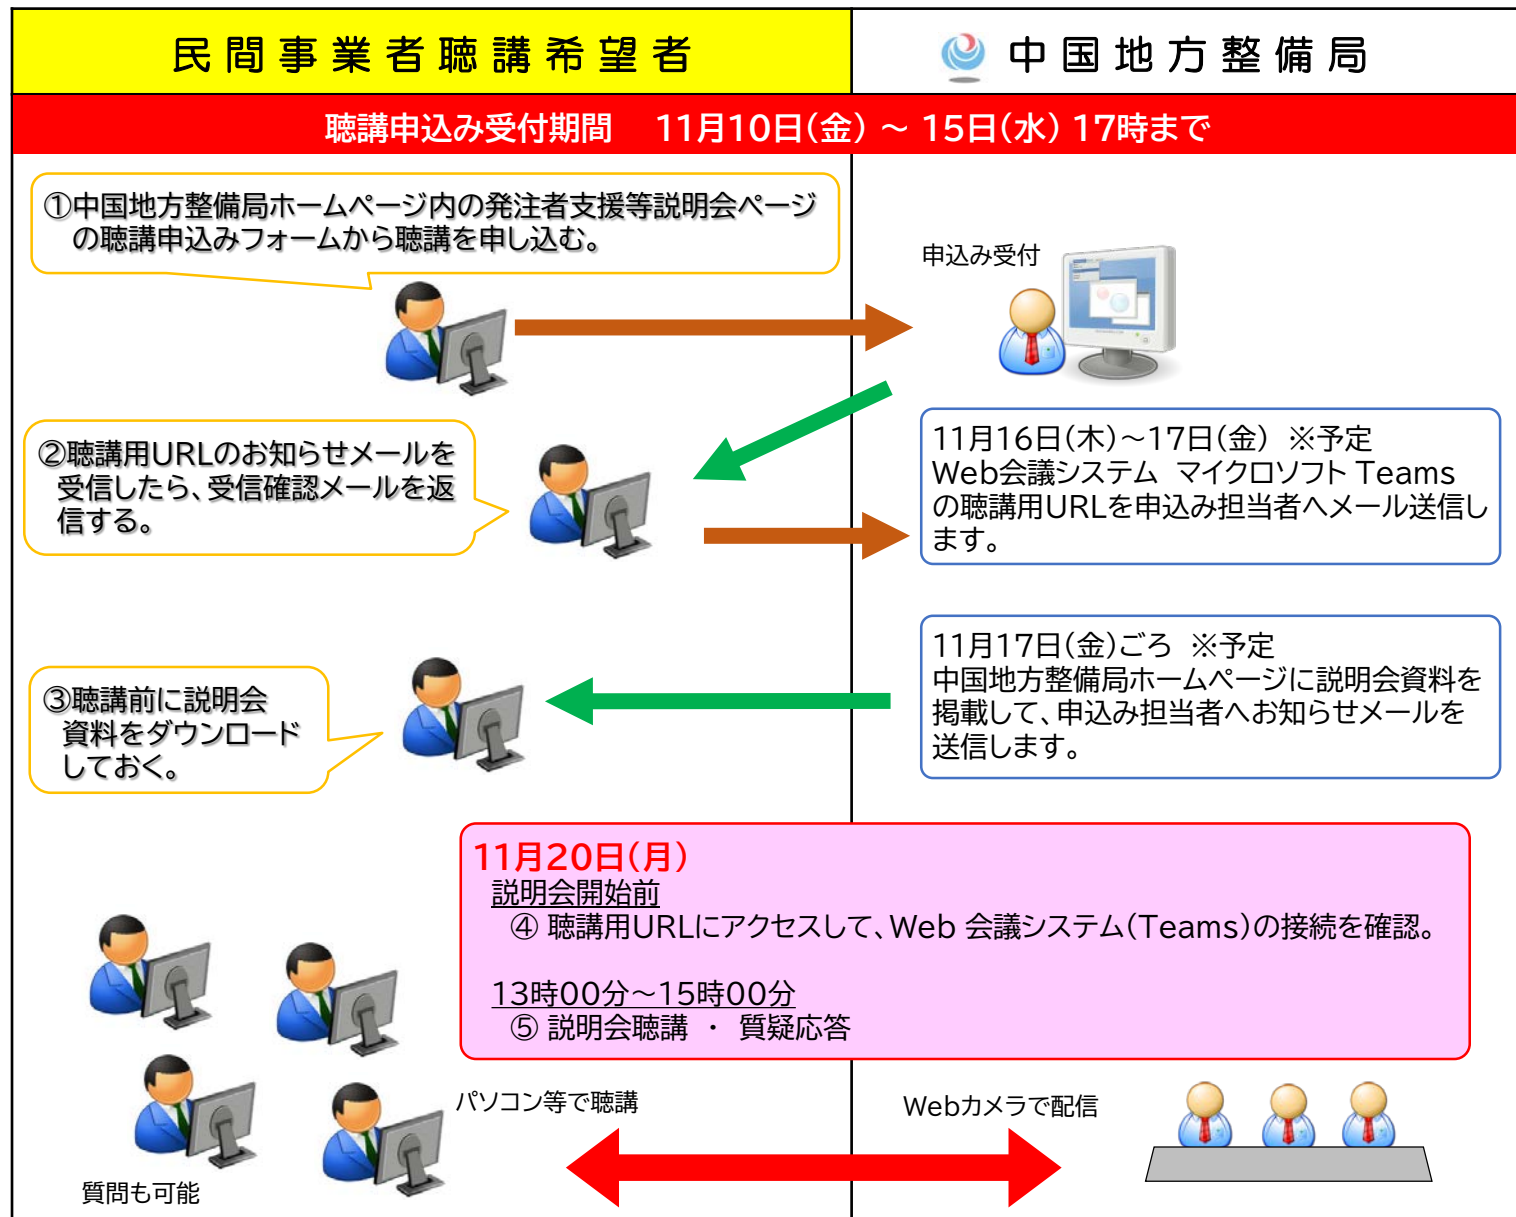 民間事業者聴講希望者
中国地方整備局
聴講申込み受付期間　11月10日(金) ～ 15日(水) 17時まで
①中国地方整備局ホームページ内の発注者支援等説明会ページ
の聴講申込みフォームから聴講を申し込む。
申込み受付
②聴講用URLのお知らせメールを
受信したら、受信確認メールを返
信する。
11月16日(木)～17日(金) ※予定
Web会議システム マイクロソフト Teams
の聴講用URLを申込み担当者へメール送信し
ます。
③聴講前に説明会
資料をダウンロード
しておく。
11月17日(金)ごろ ※予定
中国地方整備局ホームページに説明会資料を
掲載して、申込み担当者へお知らせメールを
送信します。
11月20日(月)
説明会開始前
④ 聴講用URLにアクセスして、Web 会議システム(Teams)の接続を確認。
13時00分～15時00分
⑤ 説明会聴講 ・ 質疑応答
パソコン等で聴講
Webカメラで配信
質問も可能